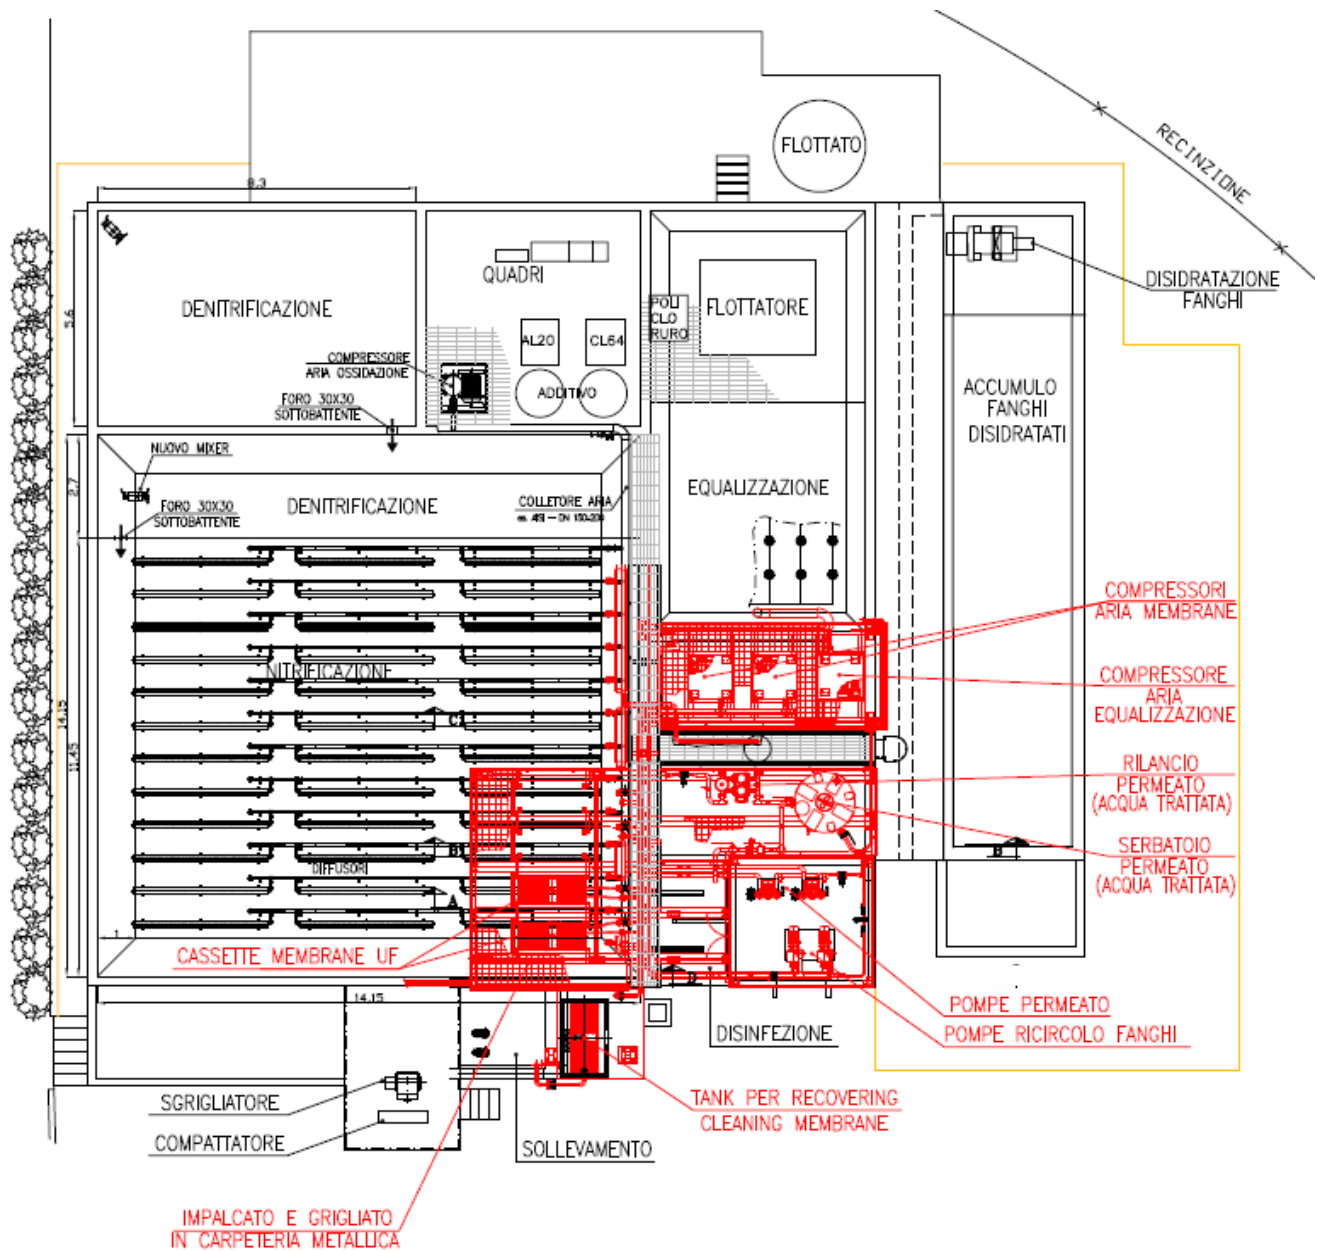 FLOTTATO
RECINZIONE
8.3
QUADRI
DISIDRATAZIONE
FANGHI
DENITRIFICAZIONE
5.6
POLI
CLO
RURO
FLOTTATORE
AL20
CL64
COMPRESSORE
ARIA OSSIDAZIONE
ADDITIVO
ACCUMULO
FANGHI
DISIDRATATI
FORO 30X30
SOTTOBATTENTE
NUOVO MIXER
2.7
DENITRIFICAZIONE
COLLETORE ARIA
EQUALIZZAZIONE
FORO 30X30
SOTTOBATTENTE
COMPRESSORI
ARIA MEMBRANE
NITRIFICAZIONE
COMPRESSORE
ARIA
EQUALIZZAZIONE
14.15
11.45
C
RILANCIO
PERMEATO
(ACQUA TRATTATA)
B
DIFFUSORI
SERBATOIO
PERMEATO
(ACQUA TRATTATA)
B
A
1
CASSETTE MEMBRANE UF
D
14.15
POMPE PERMEATO
DISINFEZIONE
POMPE RICIRCOLO FANGHI
SGRIGLIATORE
TANK PER RECOVERING
CLEANING MEMBRANE
COMPATTATORE
SOLLEVAMENTO
IMPALCATO E GRIGLIATO
IN CARPETERIA METALLICA